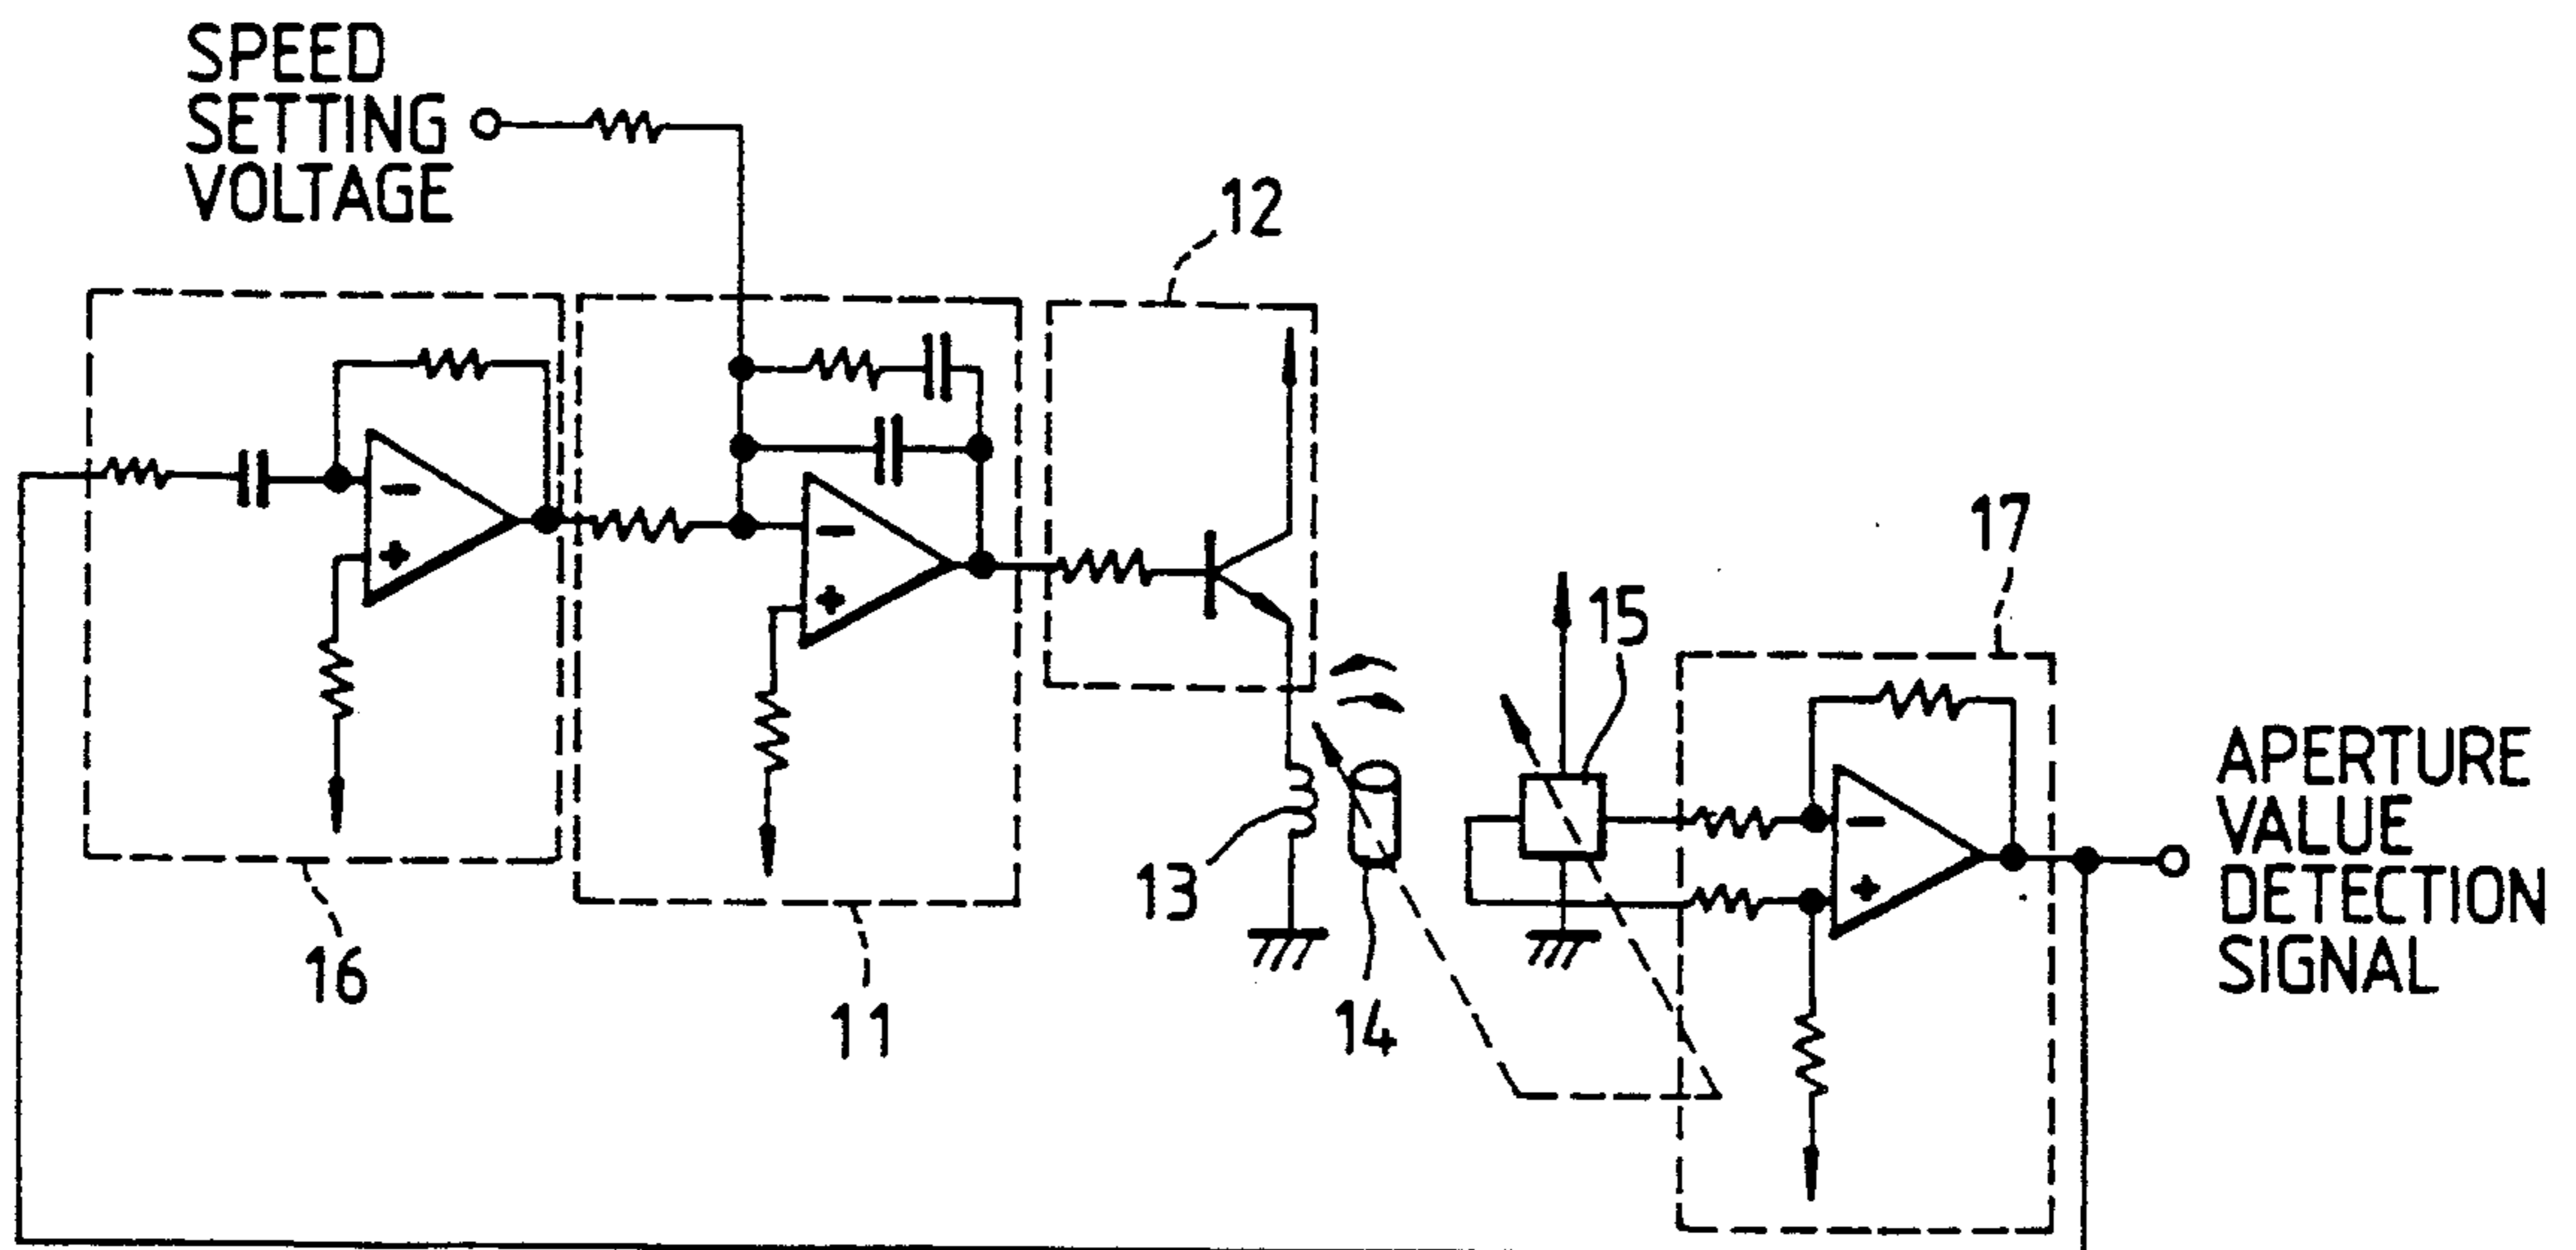 SPEED
SETTING
VOLTAGE
12
17
15
−
+
−
+
−
+
APERTURE
VALUE
DETECTION
SIGNAL
13
14
16
11